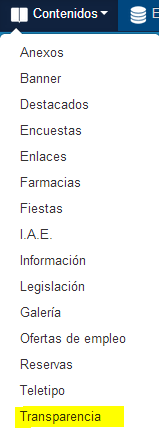 Contenidos
E
Anexos
Banner
Destacados
Encuestas
Enlaces
Farmacias
Fiestas
I.A.E.
Información
Legislación
Galería
Ofertas de empleo
Reservas
Teletipo
Transparencia